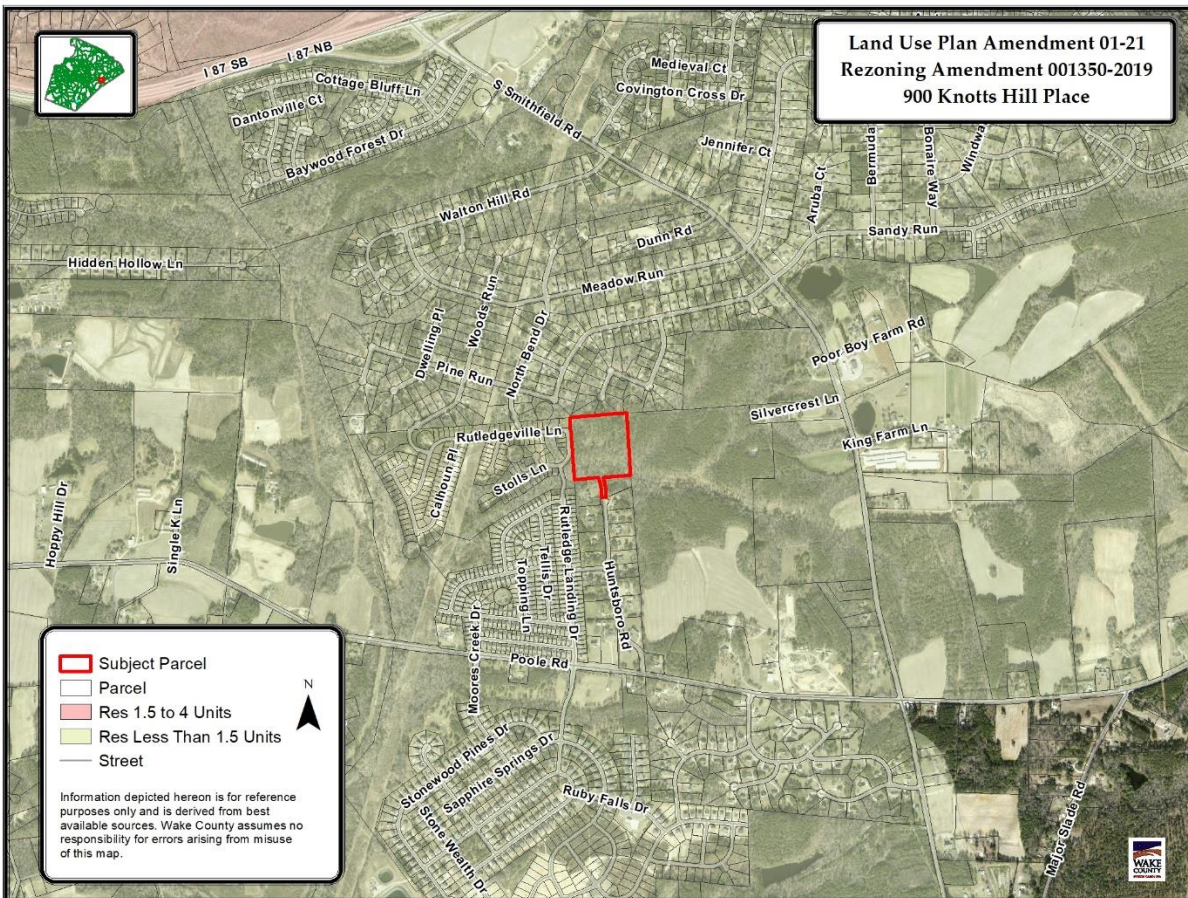 Land Use Plan Amendment 01-21
Rezoning Amendment 001350-2019
900 Knotts Hill Place
I 87 SB
I 87 NB
Cottage Bluff Ln
Dantonville Ct
Baywood Forest Dr
S Smithfield Rd
Medieval Ct
Covington Cross Dr
Jennifer Ct
Aruba Ct
Bermuda
Bonaire Way
Windwa
Walton Hill Rd
Dunn Rd
Sandy Run
Hidden Hollow Ln
Meadow Run
Woods Run
Dwelling Pl
North Bend Dr
Pine Run
Poor Boy Farm Rd
Silvercrest Ln
King Farm Ln
Rutledgeville Ln
Calhoun Pl
Stolls Ln
Hoppy Hill Dr
Single K Ln
Rutledge Landing Dr
Tellis Dr
Topping Ln
Huntsboro Rd
Moores Creek Dr
Poole Rd
Stonewood Pines Dr
Sapphire Springs Dr
Ruby Falls Dr
Stone Wealth Dr
Major Slade Rd
Subject Parcel
Parcel
Res 1.5 to 4 Units
Res Less Than 1.5 Units
Street
N
Information depicted hereon is for reference
purposes only and is derived from best
available sources. Wake County assumes no
responsibility for errors arising from misuse
of this map.
WAKE
COUNTY